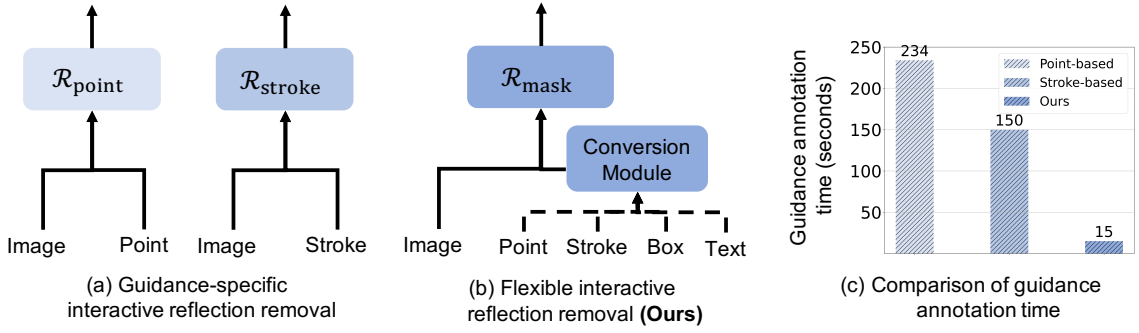 R_point
R_stroke
Image
Point
Image
Stroke
(a) Guidance-specific
interactive reflection removal
R_mask
Conversion
Module
Image
Point
Stroke
Box
Text
(b) Flexible interactive
reflection removal (Ours)
Guidance annotation
time (seconds)
250
200
150
100
50
234
150
15
Point-based
Stroke-based
Ours
(c) Comparison of guidance
annotation time